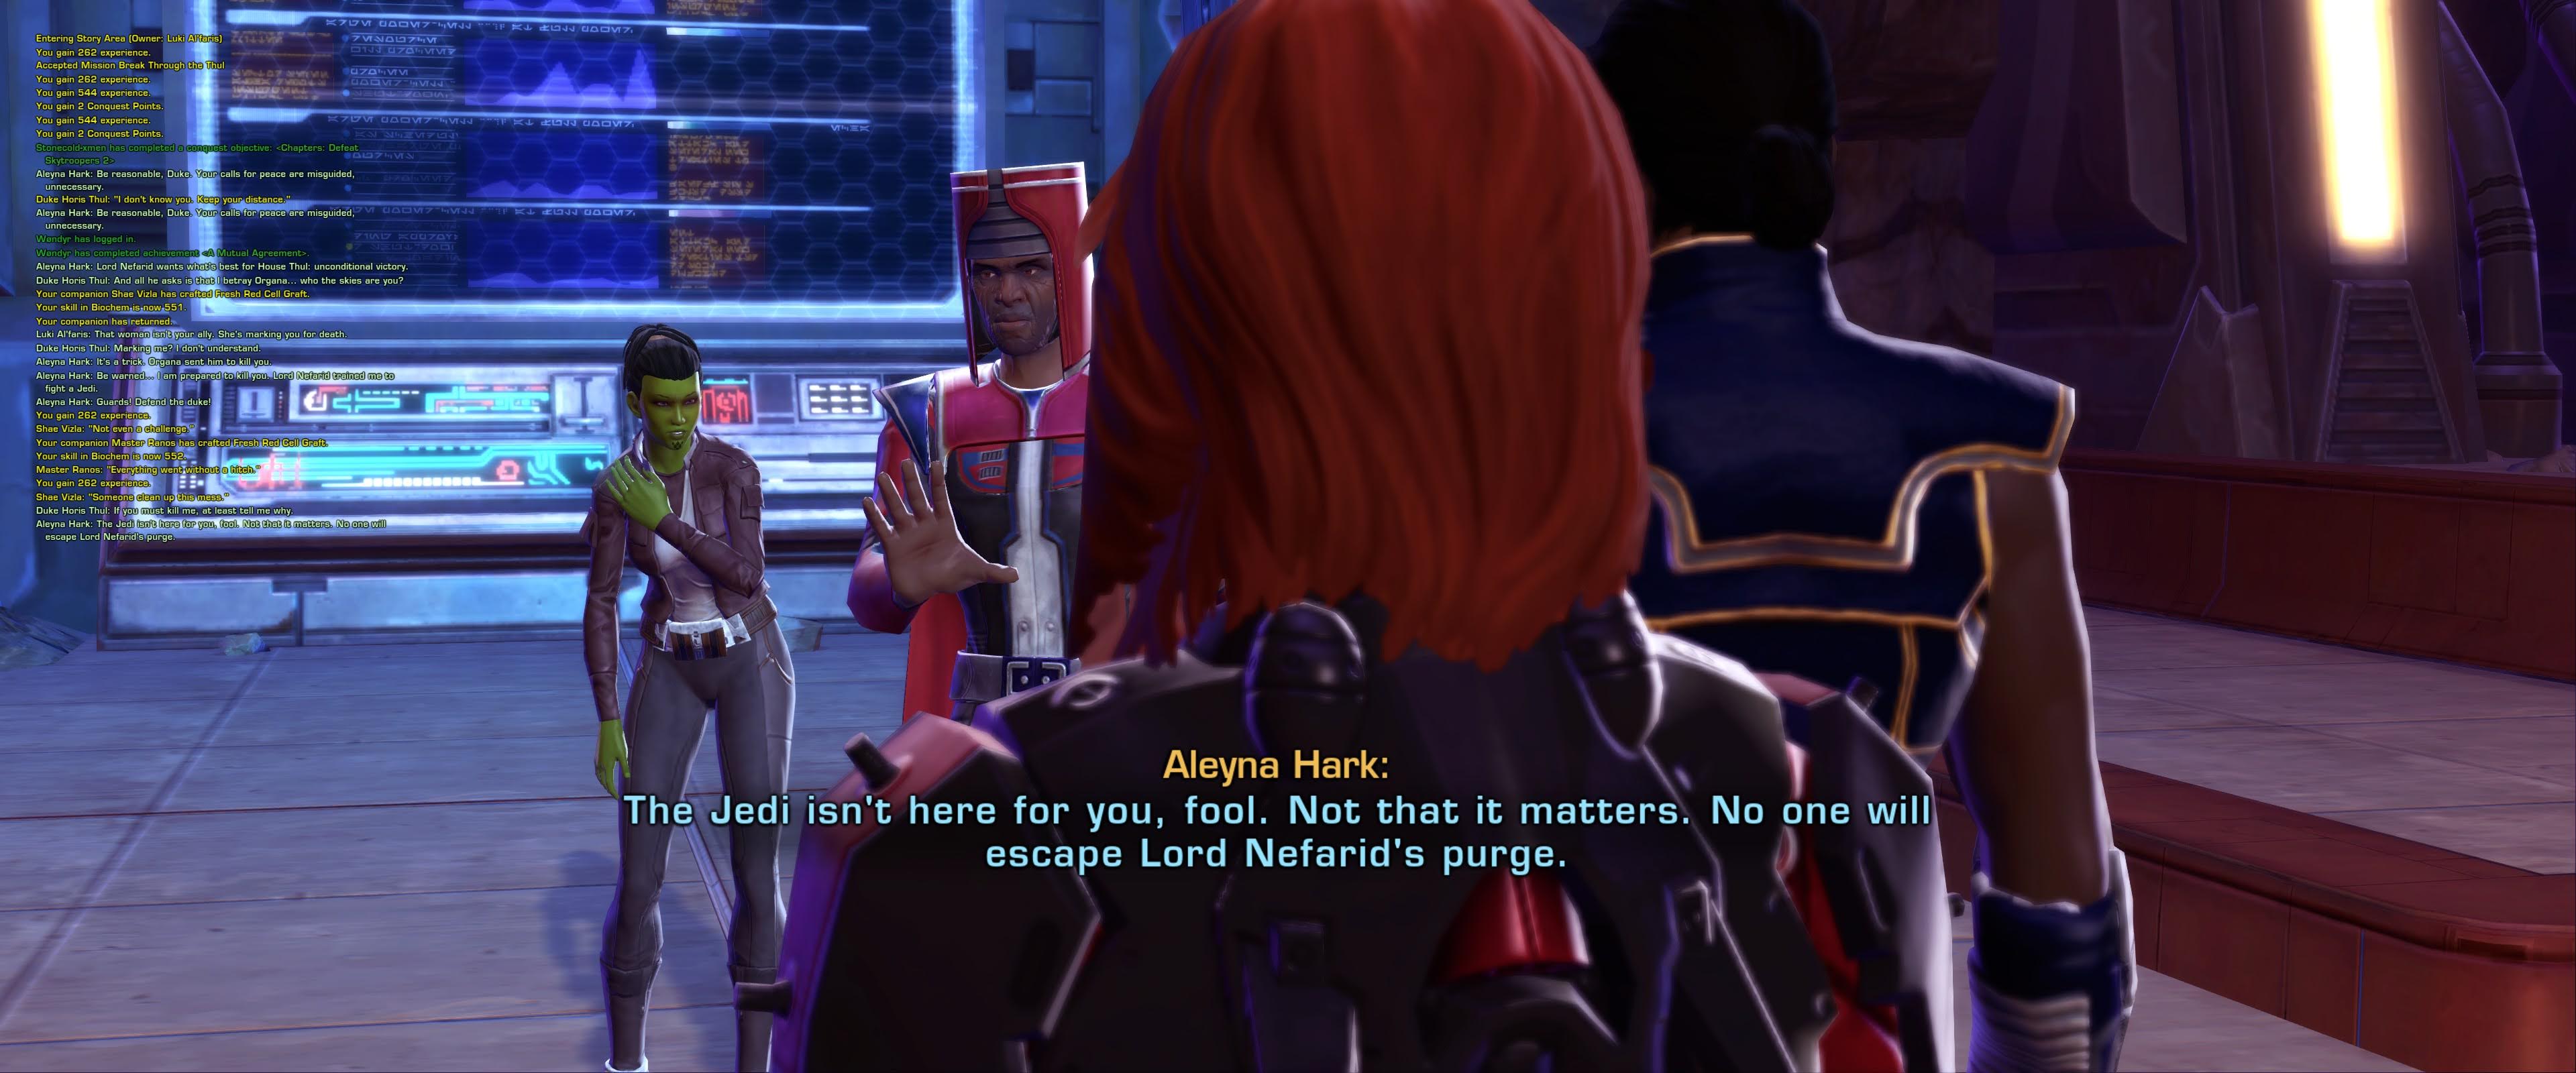 Entering Story Area (Owner: Luki Al'faris)
You gain 262 experience.
Accepted Mission Break Through the Thul
You gain 262 experience.
You gain 544 experience.
You gain 2 Conquest Points.
You gain 544 experience.
You gain 2 Conquest Points.
Stonecold-xmen has completed a conquest objective: <Chapters: Defeat
Skytroopers 2>
Aleyna Hark: Be reasonable, Duke. Your calls for peace are misguided,
unnecessary.
Duke Horis Thul: "I don't know you. Keep your distance."
Aleyna Hark: Be reasonable, Duke. Your calls for peace are misguided,
unnecessary.
Wøndyr has logged in.
Wøndyr has completed achievement <A Mutual Agreement>.
Aleyna Hark: Lord Nefarid wants what's best for House Thul: unconditional victory.
Duke Horis Thul: And all he asks is that I betray Organa... who the skies are you?
Your companion Shae Vizla has crafted Fresh Red Cell Graft.
Your skill in Biochem is now 551.
Your companion has returned.
Luki Al'faris: That woman isn't your ally. She's marking you for death.
Duke Horis Thul: Marking me? I don't understand.
Aleyna Hark: It's a trick. Organa sent him to kill you.
Aleyna Hark: Be warned... I am prepared to kill you. Lord Nefarid trained me to
fight a Jedi.
Aleyna Hark: Guards! Defend the duke!
You gain 262 experience.
Shae Vizla: "Not even a challenge."
Your companion Master Ranos has crafted Fresh Red Cell Graft.
Your skill in Biochem is now 552.
Master Ranos: "Everything went without a hitch."
You gain 262 experience.
Shae Vizla: "Someone clean up this mess."
Duke Horis Thul: If you must kill me, at least tell me why.
Aleyna Hark: The Jedi isn't here for you, fool. Not that it matters. No one will
escape Lord Nefarid's purge.
Aleyna Hark:
The Jedi isn't here for you, fool. Not that it matters. No one will
escape Lord Nefarid's purge.